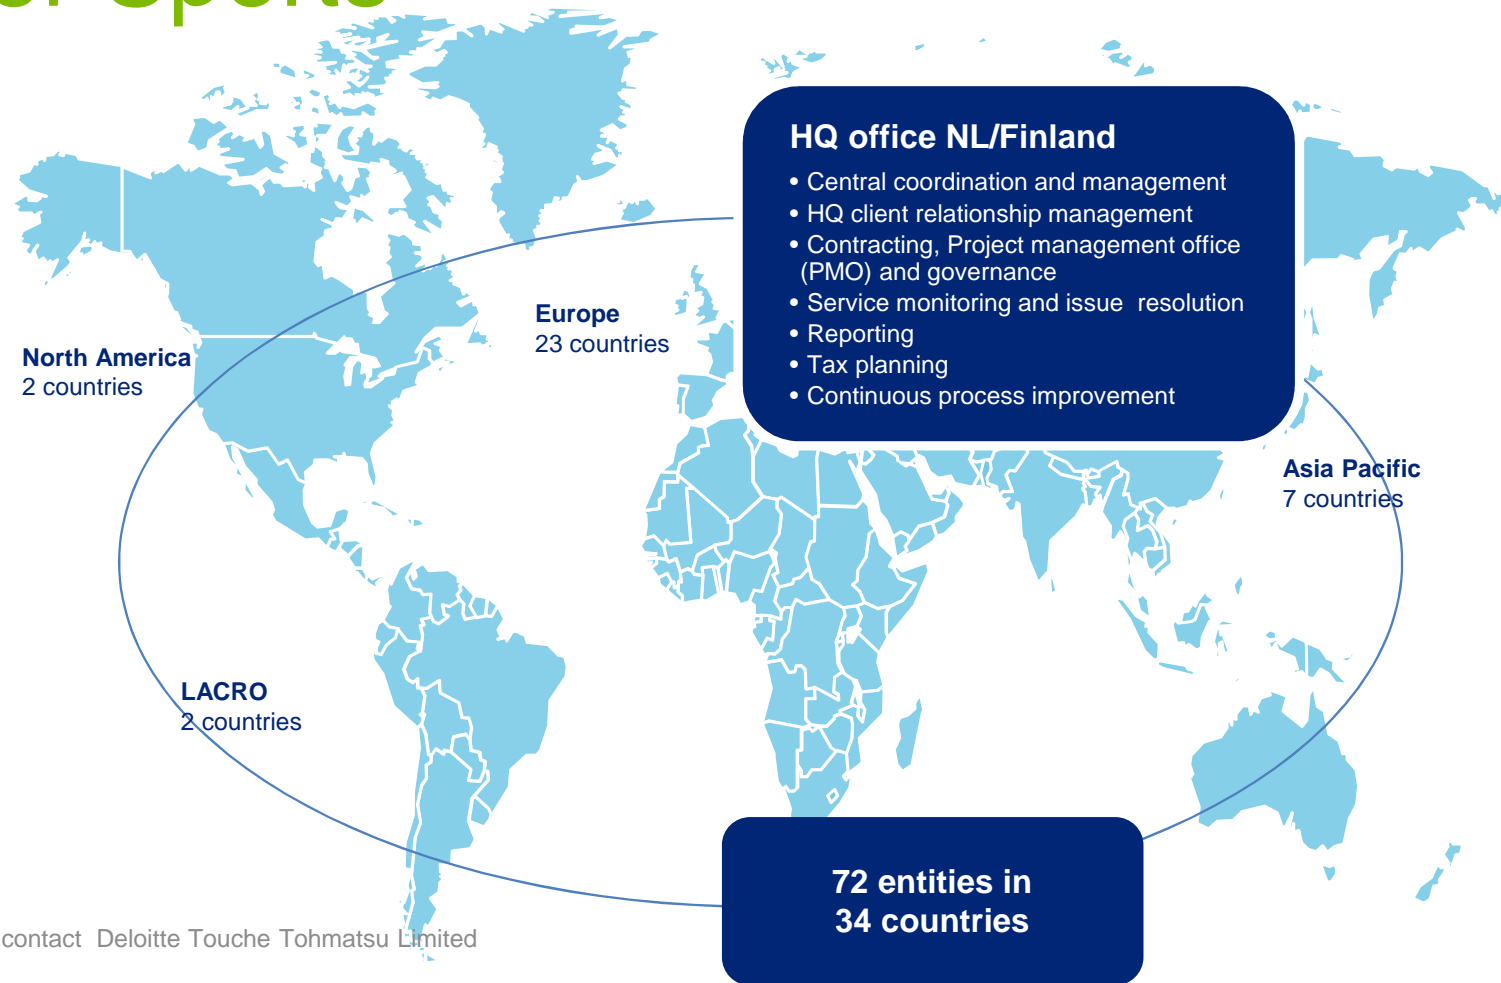 Sports
HQ office NL/Finland
• Central coordination and management
• HQ client relationship management
• Contracting, Project management office
(PMO) and governance
• Service monitoring and issue resolution
• Reporting
• Tax planning
• Continuous process improvement
Europe
23 countries
North America
2 countries
Asia Pacific
7 countries
LACRO
2 countries
72 entities in
34 countries
contact Deloitte Touche Tohmatsu Limited